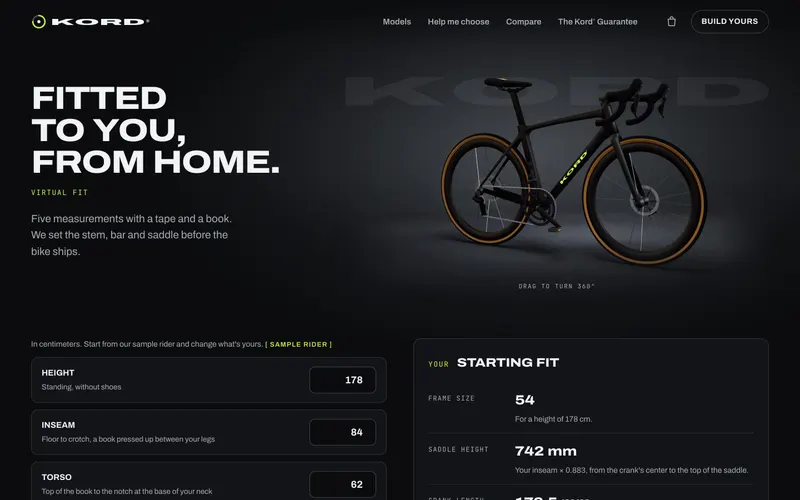 KORD®
Models
Help me choose
Compare
The Kord® Guarantee
BUILD YOURS
KORD
FITTED
TO YOU,
FROM HOME.
VIRTUAL FIT
Five measurements with a tape and a book.
We set the stem, bar and saddle before the
bike ships.
KORD
DRAG TO TURN 360°
In centimeters. Start from our sample rider and change what's yours. [ SAMPLE RIDER ]
HEIGHT
Standing, without shoes
178
INSEAM
Floor to crotch, a book pressed up between your legs
84
TORSO
Top of the book to the notch at the base of your neck
62
YOUR STARTING FIT
FRAME SIZE
54
For a height of 178 cm.
SADDLE HEIGHT
742 mm
Your inseam × 0.883, from the crank's center to the top of the saddle.
CRANK LENGTH
172.5 mm